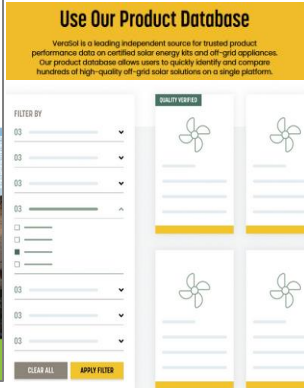 Use Our Product Database
VeraSol is a leading independent source for trusted product
performance data on certified solar energy kits and off-grid appliances.
Our product database allows users to quickly identify and compare
hundreds of high-quality off-grid solar solutions on a single platform.
QUALITY VERIFIED
FILTER BY
03
03
03
03
03
03
03
CLEAR ALL
APPLY FILTER